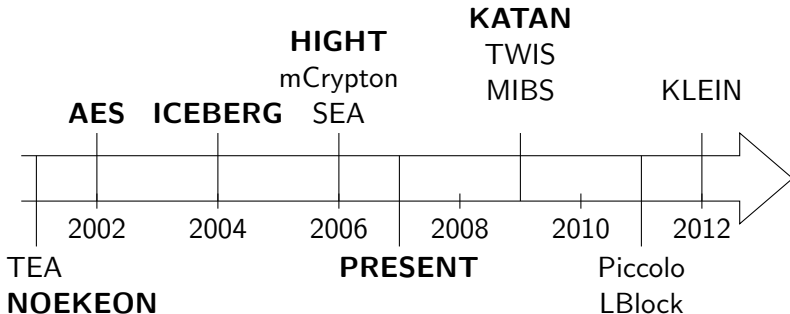 KATAN
HIGHT
TWIS
mCrypton
MIBS
KLEIN
AES
ICEBERG
SEA
2002
2004
2006
2008
2010
2012
TEA
PRESENT
Piccolo
NOEKEON
LBlock